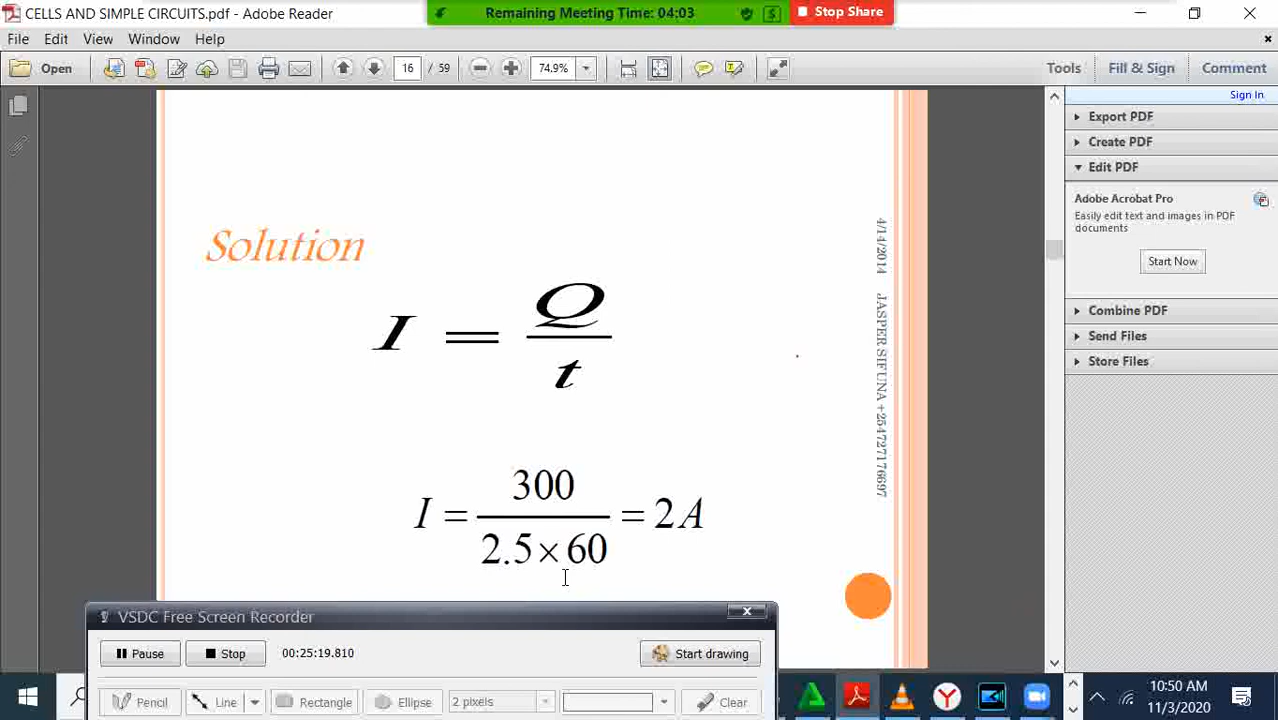 CELLS AND SIMPLE CIRCUITS.pdf - Adobe Reader
Remaining Meeting Time: 04:03
Stop Share
File Edit View Window Help
Open
16 / 59
74.9%
Tools
Fill & Sign
Comment
Sign In
Export PDF
Create PDF
Edit PDF
Adobe Acrobat Pro
Easily edit text and images in PDF
documents
Start Now
Combine PDF
Send Files
Store Files
Solution
I = Q/t
I = 300/(2.5×60) = 2A
4/14/2014 JASPER SIFUNA +254727176697
VSDC Free Screen Recorder
Pause
Stop
00:25:19.810
Start drawing
Pencil
Line
Rectangle
Ellipse
2 pixels
Clear
10:50 AM
11/3/2020